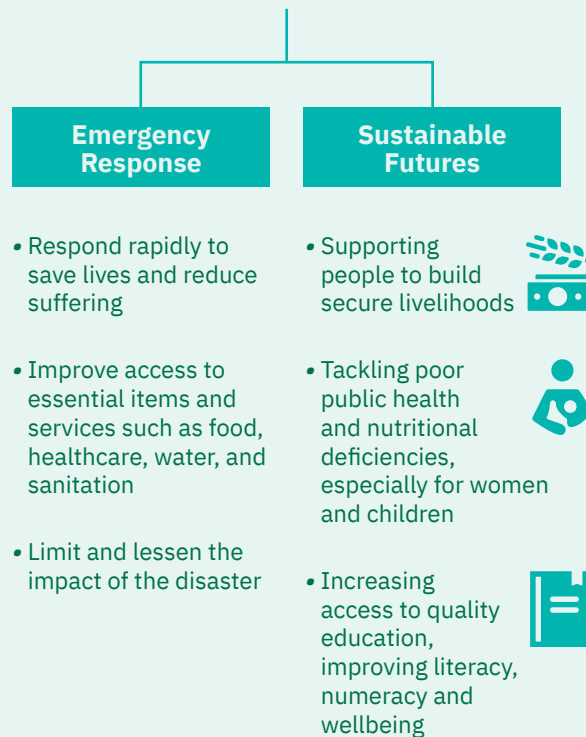 Emergency
Response
• Respond rapidly to
save lives and reduce
suffering
• Improve access to
essential items and
services such as food,
healthcare, water, and
sanitation
• Limit and lessen the
impact of the disaster
Sustainable
Futures
• Supporting
people to build
secure livelihoods
• Tackling poor
public health
and nutritional
deficiencies,
especially for women
and children
• Increasing
access to quality
education,
improving literacy,
numeracy and
wellbeing